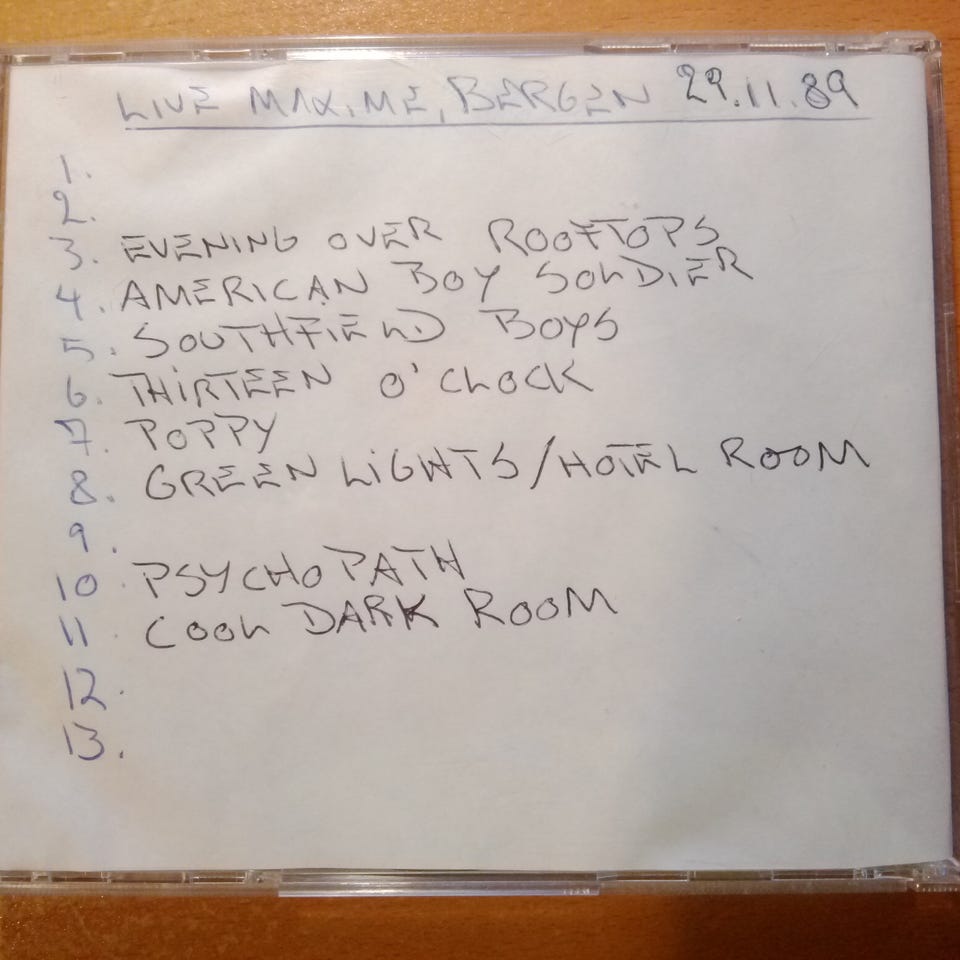 LIVE MAXIME, BERGEN 29.11.89
1.
2.
3. EVENING OVER ROOFTOPS
4. AMERICAN BOY SOLDIER
5. SOUTHFIELD BOYS
6. THIRTEEN O'CLOCK
7. POPPY
8. GREEN LIGHTS/HOTEL ROOM
9.
10. PSYCHOPATH
11. COOL DARK ROOM
12.
13.